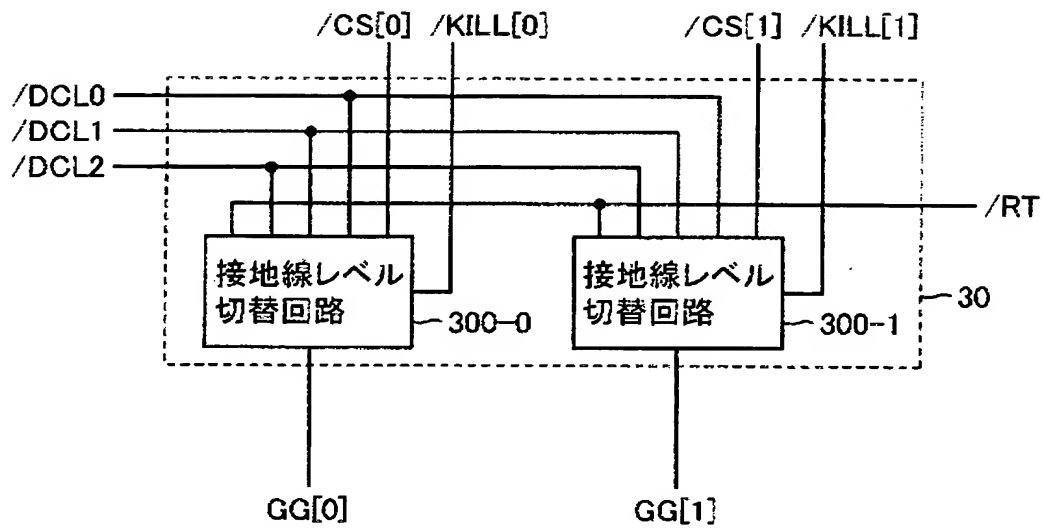 /CS[0] /KILL[0] /CS[1] /KILL[1]
/DCL0
/DCL1
/DCL2
/RT
接地線レベル
切替回路
300-0
接地線レベル
切替回路
300-1
30
GG[0] GG[1]